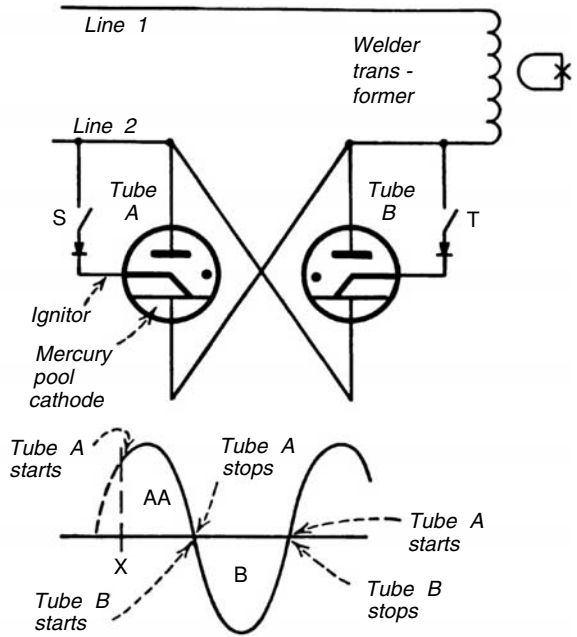 Line 1
Welder
trans -
former
Line 2
Tube
A
Tube
B
S
T
Ignitor
Mercury
pool
cathode
Tube A
starts
Tube A
stops
AA
Tube A
starts
X
B
Tube B
starts
Tube B
stops